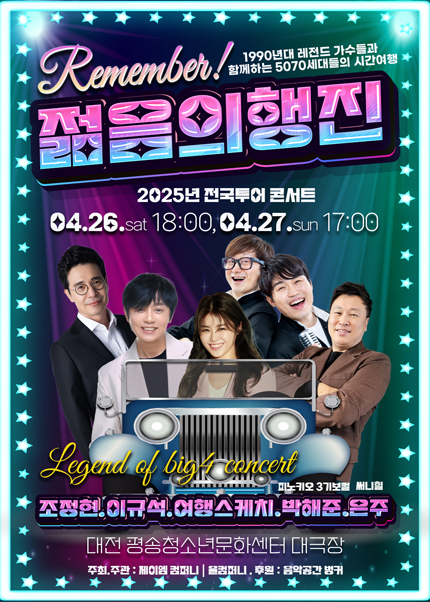 Remember!
1990년대 레전드 가수들과
함께하는 5070세대들의 시간여행
젊음의행진
2025년 전국투어 콘서트
04.26.sat 18:00, 04.27.sun 17:00
Legend of big4 concert
피노키오 3기보컬 써니힐
조정현.이규석.여행스케치.박해준.은주
대전 평송청소년문화센터 대극장
주최.주관 : 제이엠 컴퍼니 | 율컴퍼니 . 후원 : 음악공간 벙커